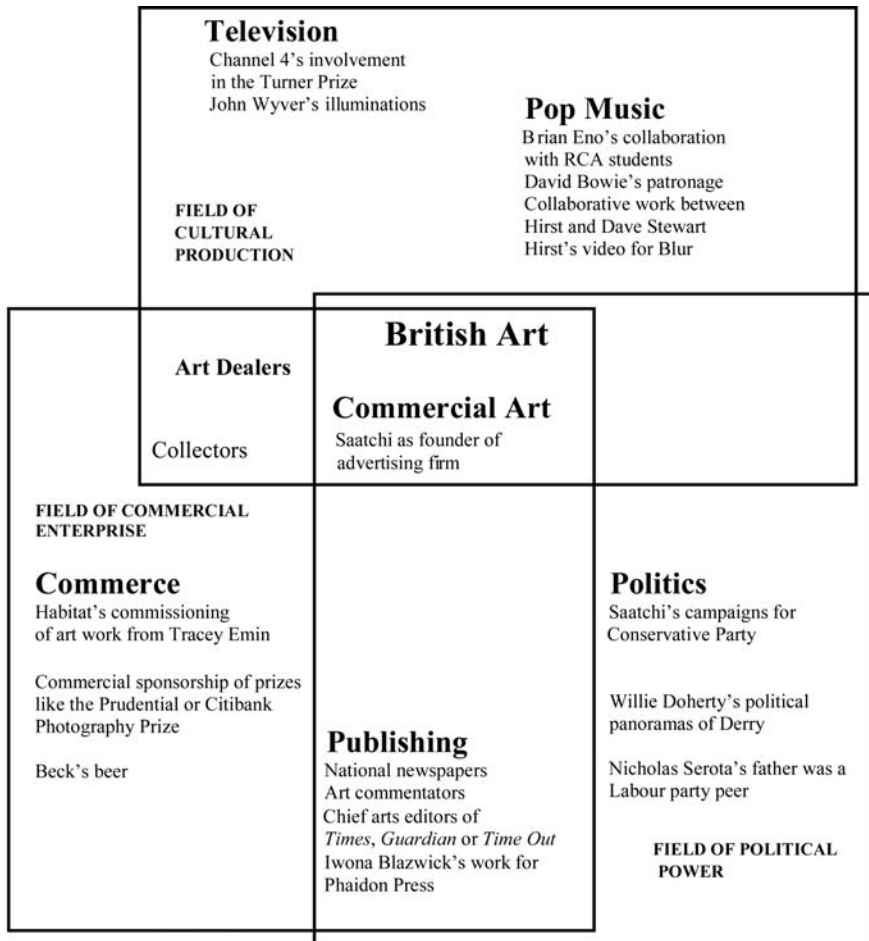 Television
Channel 4's involvement
in the Turner Prize
John Wyver's illuminations
Pop Music
Brian Eno's collaboration
with RCA students
David Bowie's patronage
Collaborative work between
Hirst and Dave Stewart
Hirst's video for Blur
FIELD OF
CULTURAL
PRODUCTION
British Art
Art Dealers
Commercial Art
Saatchi as founder of
advertising firm
Collectors
FIELD OF COMMERCIAL
ENTERPRISE
Commerce
Habitat's commissioning
of art work from Tracey Emin
Commercial sponsorship of prizes
like the Prudential or Citibank
Photography Prize
Beck's beer
Publishing
National newspapers
Art commentators
Chief arts editors of
Times, Guardian or Time Out
Iwona Blazwick's work for
Phaidon Press
Politics
Saatchi's campaigns for
Conservative Party
Willie Doherty's political
panoramas of Derry
Nicholas Serota's father was a
Labour party peer
FIELD OF POLITICAL
POWER